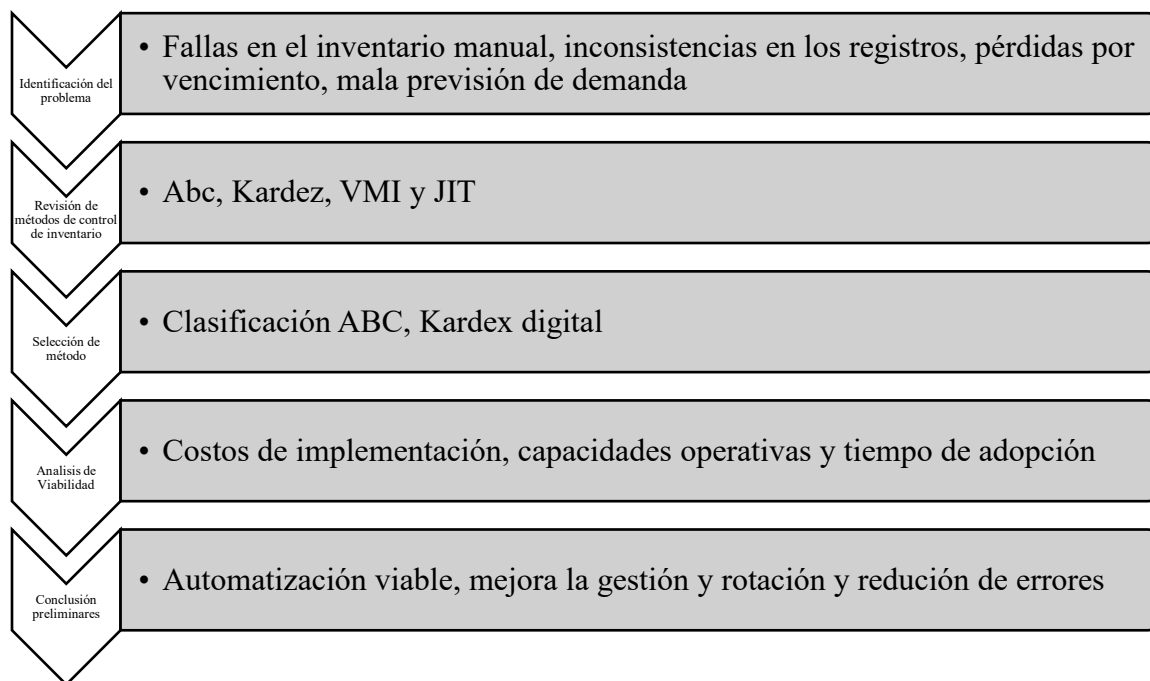 Identificación del
problema
• Fallas en el inventario manual, inconsistencias en los registros, pérdidas por
vencimiento, mala previsión de demanda
Revisión de
métodos de control
de inventario
• Abc, Kardez, VMI y JIT
Selección de
método
• Clasificación ABC, Kardex digital
Analisis de
Viabilidad
• Costos de implementación, capacidades operativas y tiempo de adopción
Conclusión
preliminares
• Automatización viable, mejora la gestión y rotación y redución de errores